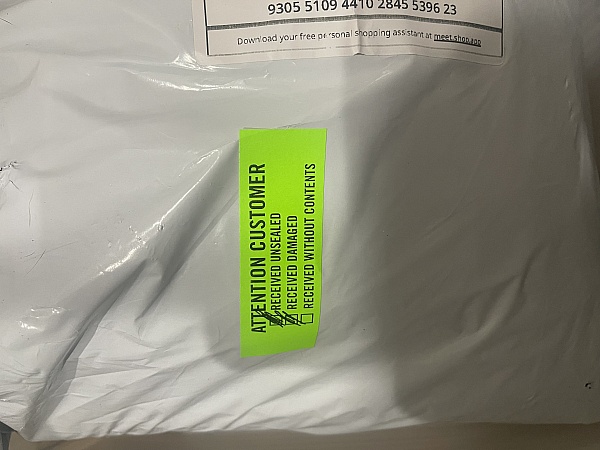 9305 5109 4410 2845 5396 23
Download your free personal shopping assistant at meet.shop.app
ATTENTION CUSTOMER
RECEIVED UNSEALED
RECEIVED DAMAGED
RECEIVED WITHOUT CONTENTS